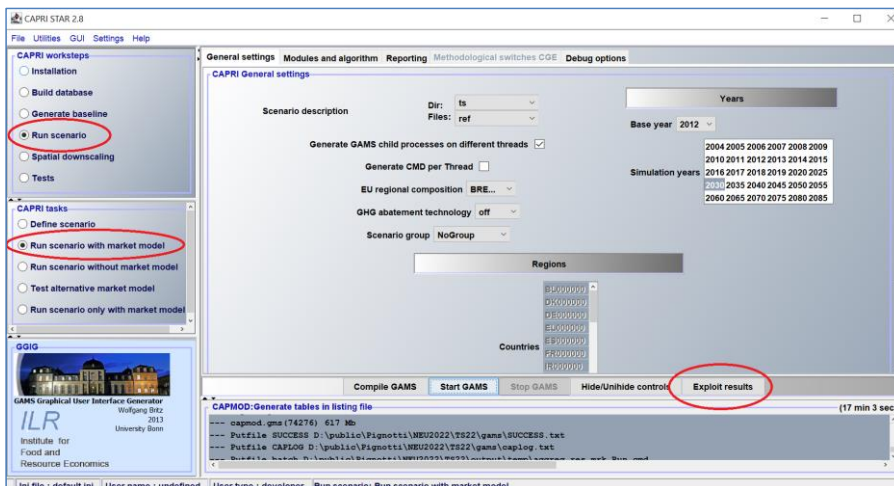 CAPRI STAR 2.8
File Utilities GUI Settings Help
CAPRI worksteps
Installation
Build database
Generate baseline
Run scenario
Spatial downscaling
Tests
CAPRI tasks
Define scenario
Run scenario with market model
Run scenario without market model
Test alternative market model
Run scenario only with market model
GGIG
GAMS Graphical User Interface Generator
Wolfgang Britz
2013
University Bonn
ILR
Institute for
Food and
Resource Economics
General settings Modules and algorithm Reporting Methodological switches CGE Debug options
CAPRI General settings
Scenario description
Dir: ts
Files: ref
Generate GAMS child processes on different threads
Generate CMD per Thread
EU regional composition BRE...
GHG abatement technology off
Scenario group NoGroup
Years
Base year 2012
Simulation years
2004 2005 2006 2007 2008 2009
2010 2011 2012 2013 2014 2015
2016 2017 2018 2019 2020 2025
2030 2035 2040 2045 2050 2055
2060 2065 2070 2075 2080 2085
Regions
Countries
BL000000
DK000000
DE000000
EL000000
ES000000
FR000000
IR000000
Compile GAMS Start GAMS Stop GAMS Hide/Unihide controls Exploit results
CAPMOD:Generate tables in listing file (17 min 3 sec
--- capmod.gms(74276) 617 Mb
--- Putfile SUCCESS D:\public\Pignotti\NEU2022\TS22\gams\SUCCESS.txt
--- Putfile CAPLOG D:\public\Pignotti\NEU2022\TS22\gams\caplog.txt
--- Putfile batch D:\public\Pignotti\NEU2022\TS22\output\temp\aggreg_res_mrk_Run.cmd
Ini file : default.ini User name : undefined User type : developer Run scenario: Run scenario with market model